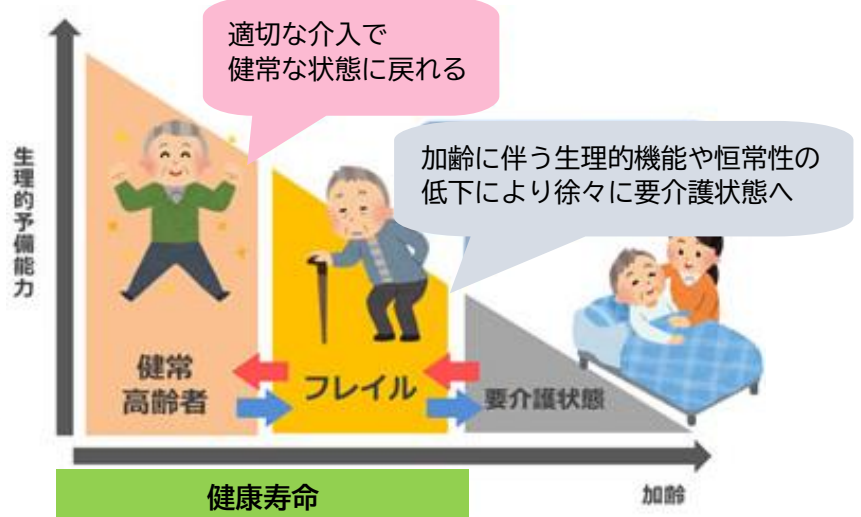 適切な介入で
健常な状態に戻れる
加齢に伴う生理的機能や恒常性の
低下により徐々に要介護状態へ
生理的予備能力
健常
高齢者
フレイル
要介護状態
健康寿命
加齢